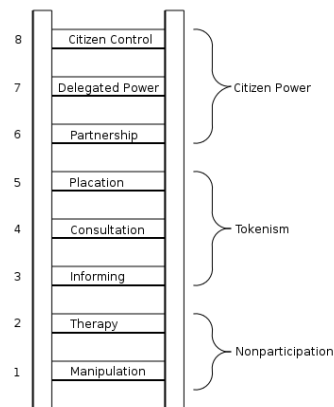 8 Citizen Control
7 Delegated Power
Citizen Power
6 Partnership
5 Placation
4 Consultation
Tokenism
3 Informing
2 Therapy
Nonparticipation
1 Manipulation